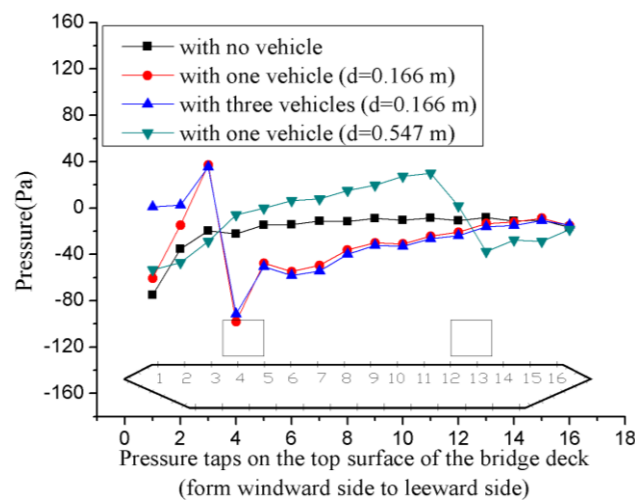 160
120
80
40
0
-40
-80
-120
-160
Pressure(Pa)
with no vehicle
with one vehicle (d=0.166 m)
with three vehicles (d=0.166 m)
with one vehicle (d=0.547 m)
1 2 3 4 5 6 7 8 9 10 11 12 13 14 15 16
0 2 4 6 8 10 12 14 16 18
Pressure taps on the top surface of the bridge deck
(form windward side to leeward side)